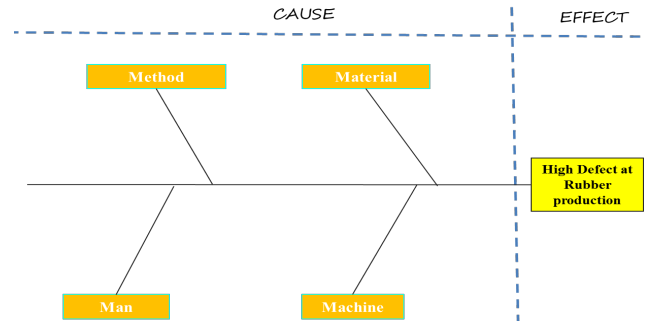 CAUSE
EFFECT
Method
Material
High Defect at
Rubber
production
Man
Machine